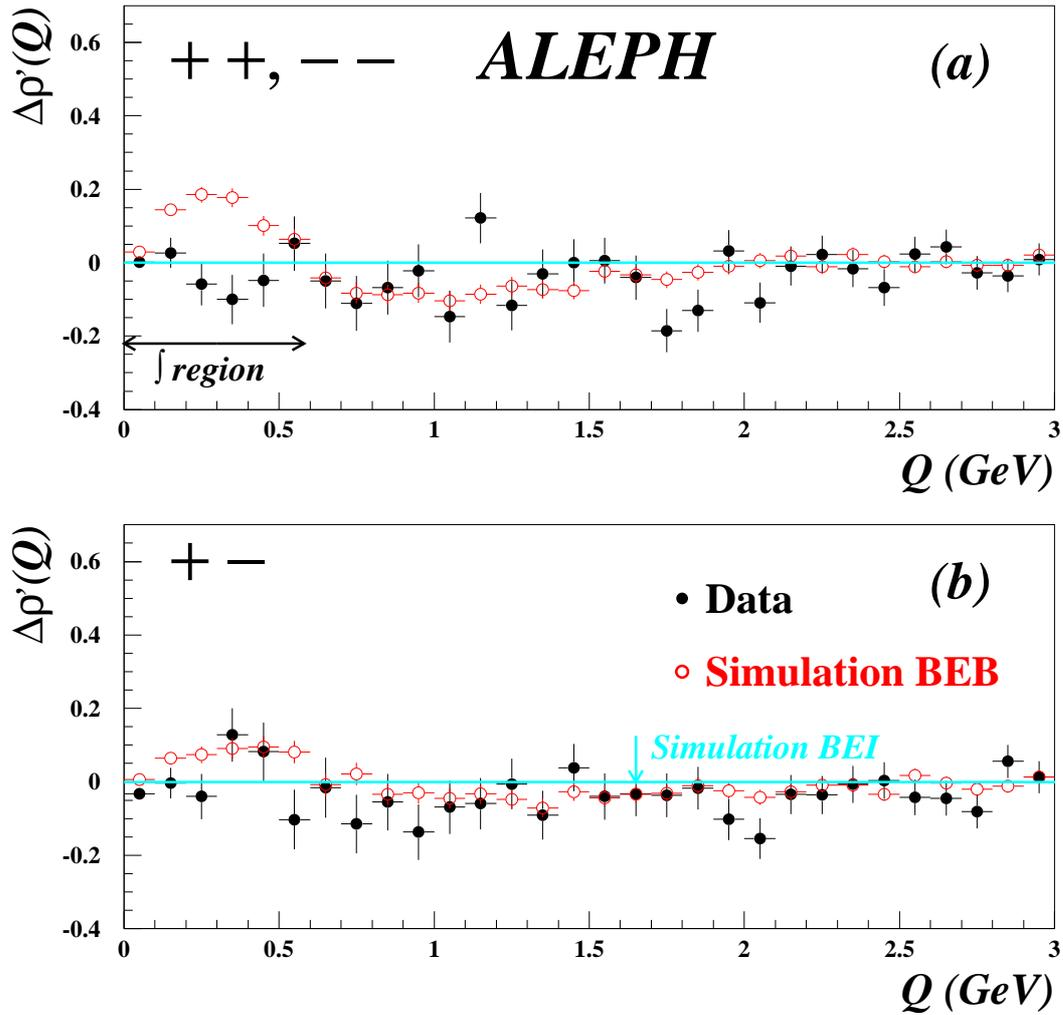 Δρ'(Q)
+ +, − − ALEPH (a)
0.6
0.4
0.2
0
-0.2
-0.4
∫ region
0 0.5 1 1.5 2 2.5 3
Q (GeV)
Δρ'(Q)
+ − (b)
0.6
0.4
0.2
0
-0.2
-0.4
Data
Simulation BEB
Simulation BEI
0 0.5 1 1.5 2 2.5 3
Q (GeV)